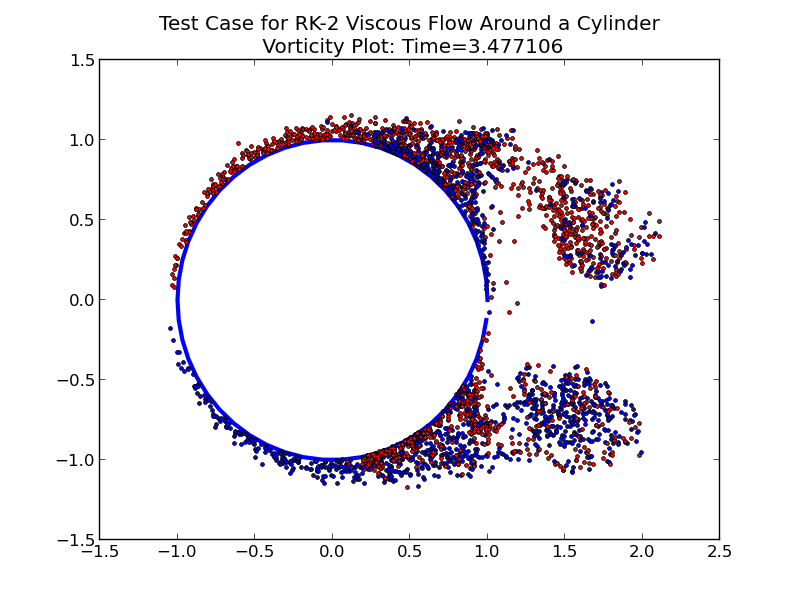 Test Case for RK-2 Viscous Flow Around a Cylinder
Vorticity Plot: Time=3.477106
1.5
1.0
0.5
0.0
−0.5
−1.0
−1.5
−1.5 −1.0 −0.5 0.0 0.5 1.0 1.5 2.0 2.5